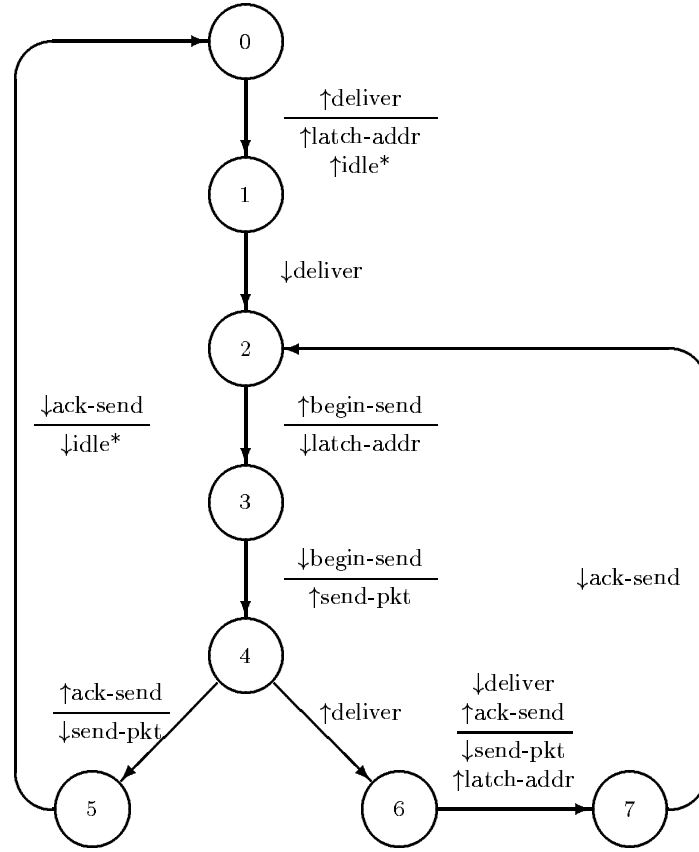 0
↑deliver
↑latch-addr
↑idle*
1
↓deliver
2
↓ack-send
↓idle*
↑begin-send
↓latch-addr
3
↓begin-send
↑send-pkt
↓ack-send
4
↑ack-send
↓send-pkt
↑deliver
↓deliver
↑ack-send
↓send-pkt
↑latch-addr
5
6
7